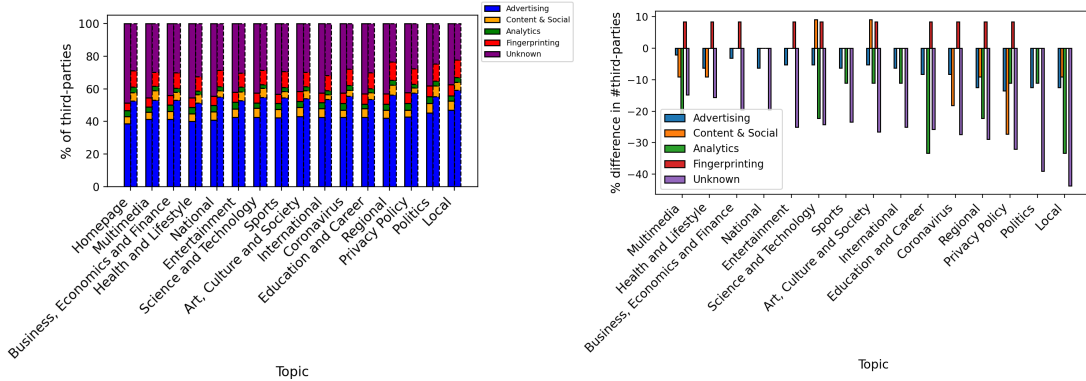 100
80
60
40
20
0
% of third-parties
Advertising
Content & Social
Analytics
Fingerprinting
Unknown
Homepage
Multimedia
Business, Economics and Finance
Health and Lifestyle
National
Entertainment
Science and Technology
Sports
Art, Culture and Society
International
Coronavirus
Education and Career
Regional
Privacy Policy
Politics
Local
Topic
10
0
−10
−20
−30
−40
% difference in #third-parties
Advertising
Content & Social
Analytics
Fingerprinting
Unknown
Multimedia
Health and Lifestyle
Business, Economics and Finance
National
Entertainment
Science and Technology
Sports
Art, Culture and Society
International
Education and Career
Coronavirus
Regional
Privacy Policy
Politics
Local
Topic